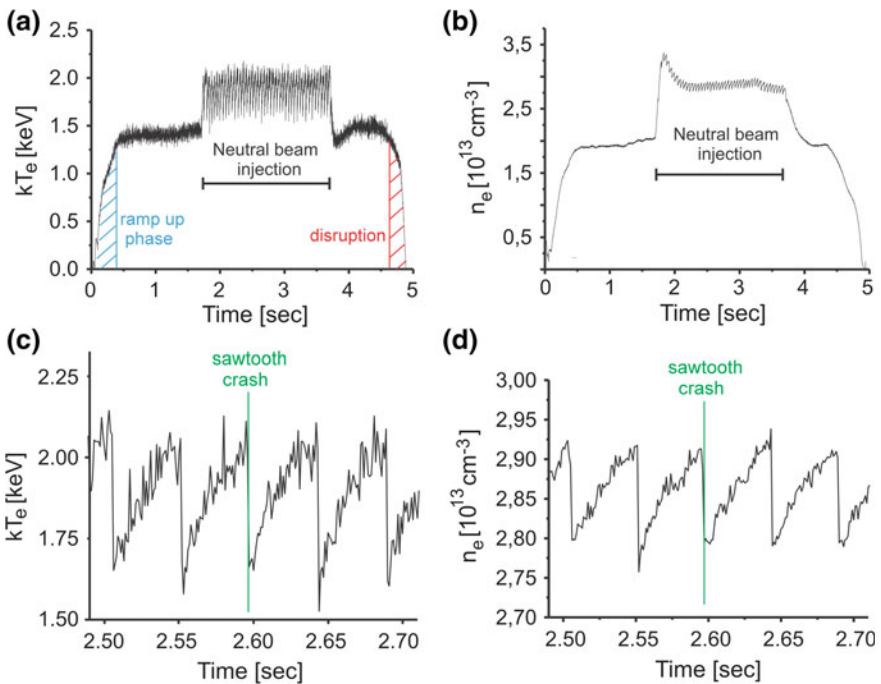 (a)
2.5
2.0
1.5
1.0
0.5
0.0
kTe [keV]
Neutral beam
injection
ramp up
phase
disruption
0 1 2 3 4 5
Time [sec]
(b)
3,5
2,5
1,5
0,5
ne [10¹³ cm⁻³]
Neutral beam
injection
0 1 2 3 4 5
Time [sec]
(c)
sawtooth
crash
2.25
2.00
1.75
1.50
kTe [keV]
2.50 2.55 2.60 2.65 2.70
Time [sec]
(d)
sawtooth
crash
3,00
2,95
2,90
2,85
2,80
2,75
2,70
ne [10¹³ cm⁻³]
2.50 2.55 2.60 2.65 2.70
Time [sec]